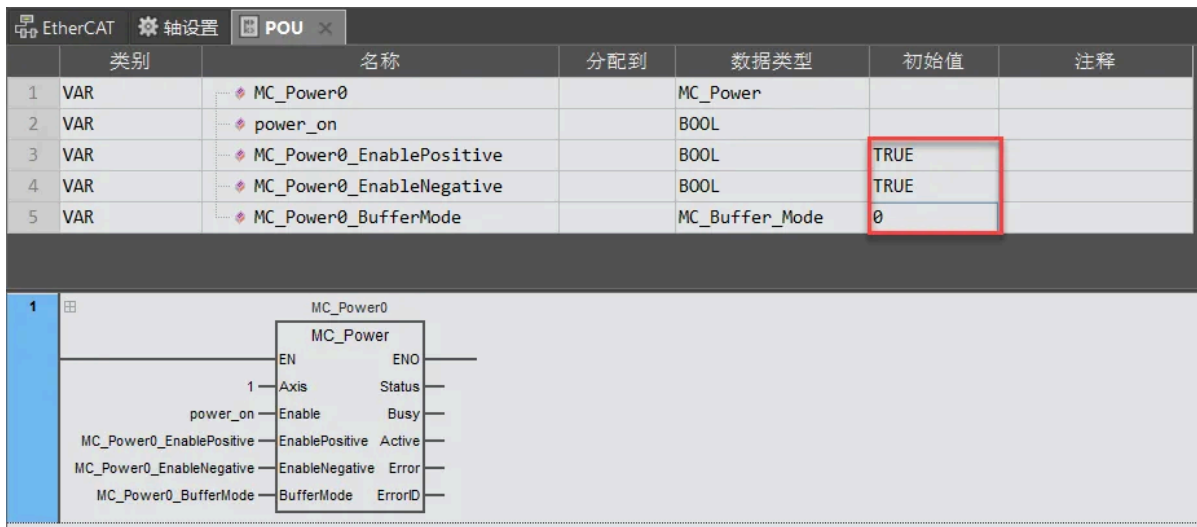 EtherCAT 轴设置 POU
类别 名称 分配到 数据类型 初始值 注释
1 VAR MC_Power0 MC_Power
2 VAR power_on BOOL
3 VAR MC_Power0_EnablePositive BOOL TRUE
4 VAR MC_Power0_EnableNegative BOOL TRUE
5 VAR MC_Power0_BufferMode MC_Buffer_Mode 0
1 MC_Power0
MC_Power
EN ENO
1 Axis Status
power_on Enable Busy
MC_Power0_EnablePositive EnablePositive Active
MC_Power0_EnableNegative EnableNegative Error
MC_Power0_BufferMode BufferMode ErrorID